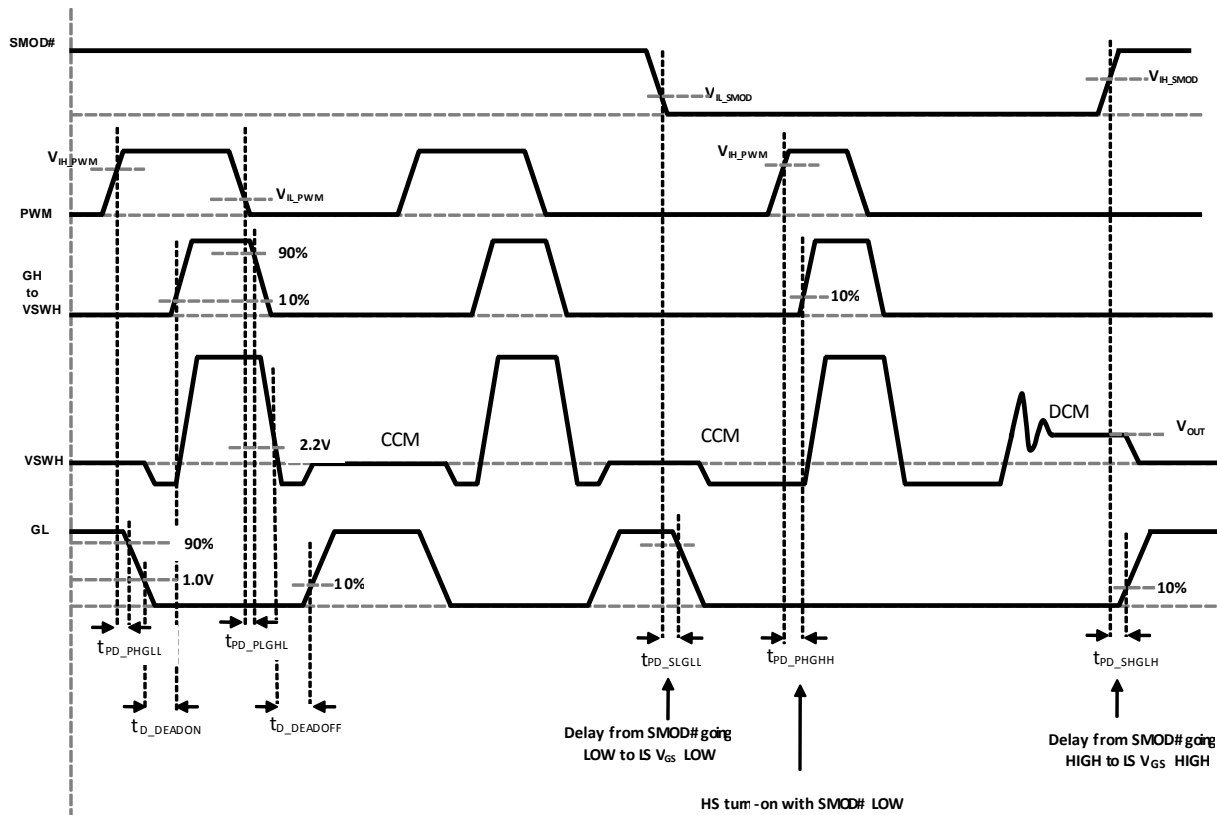 SMOD#
V_IL_SMOD
V_IH_SMOD
V_IH_PWM
V_IL_PWM
V_IH_PWM
PWM
90%
GH
to
VSWH
10%
10%
CCM
CCM
DCM
2.2V
V_OUT
VSWH
GL
90%
1.0V
10%
10%
t_PD_PHGLL
t_PD_PLGHL
t_PD_SLGLL
t_PD_PHGHH
t_PD_SHGLH
t_D_DEADON
t_D_DEADOFF
Delay from SMOD# going
LOW to LS V_GS LOW
Delay from SMOD# going
HIGH to LS V_GS HIGH
HS turn-on with SMOD# LOW